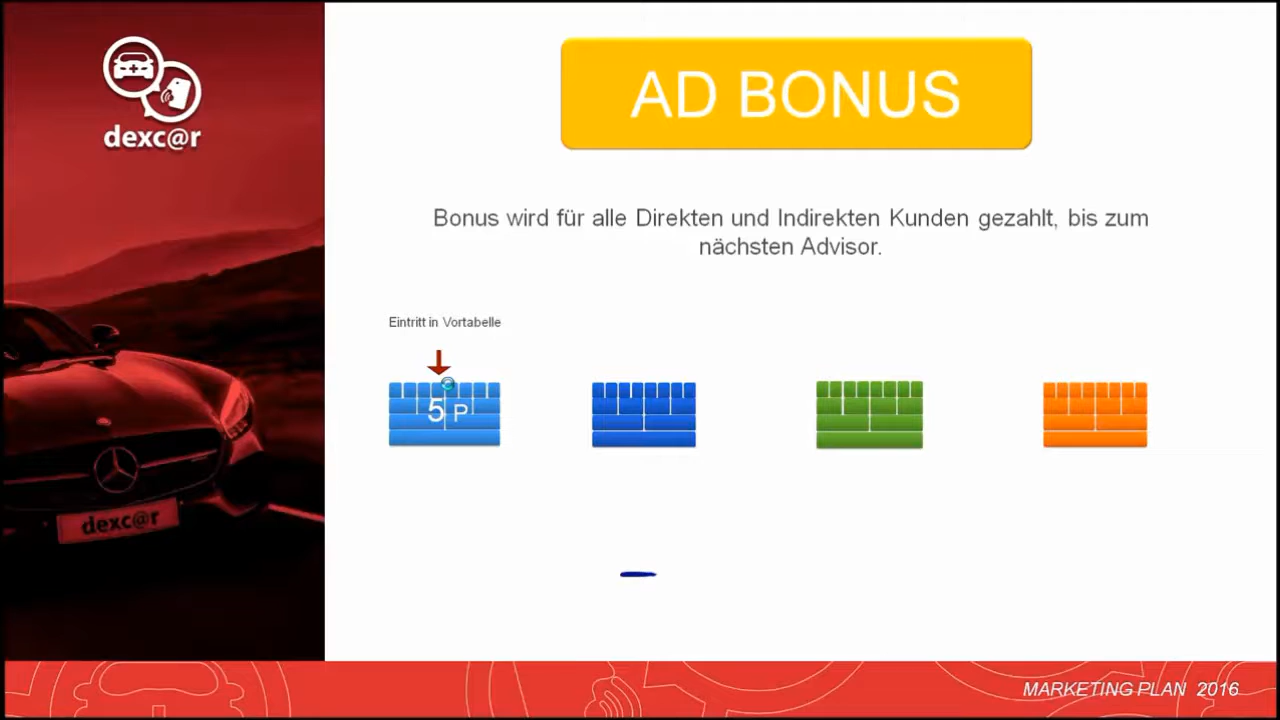 dexc@r
AD BONUS
Bonus wird für alle Direkten und Indirekten Kunden gezahlt, bis zum
nächsten Advisor.
Eintritt in Vortabelle
5 P
dexc@r
MARKETING PLAN 2016